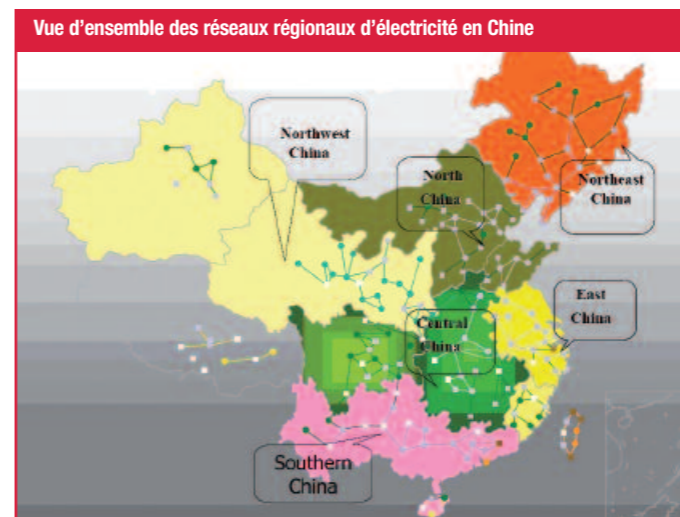 Vue d’ensemble des réseaux régionaux d’électricité en Chine
Northwest
China
North
China
Northeast
China
East
China
Central
China
Southern
China